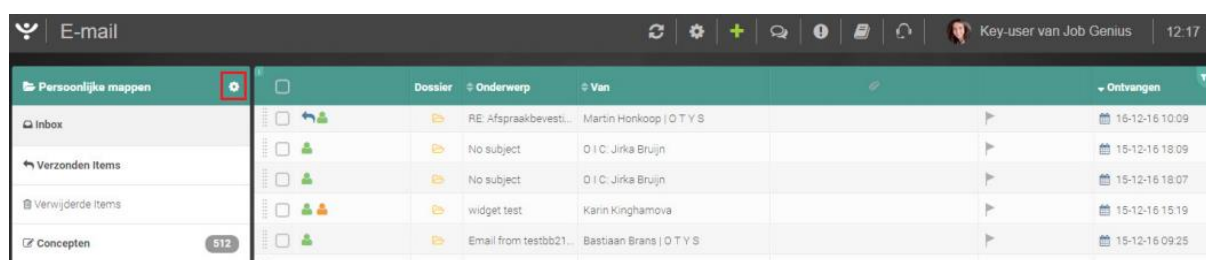 E-mail
Key-user van Job Genius
12:17
Persoonlijke mappen
Dossier Onderwerp Van Ontvangen
Inbox
RE: Afspraakbevesti... Martin Honkoop | O T Y S 16-12-16 10:09
No subject O I C: Jirka Bruijn 15-12-16 18:09
Verzonden Items
No subject O I C: Jirka Bruijn 15-12-16 18:07
Verwijderde Items
widget test Karin Kinghamova 15-12-16 15:19
Concepten 512
Email from testbb21... Bastiaan Brans | O T Y S 15-12-16 09:25